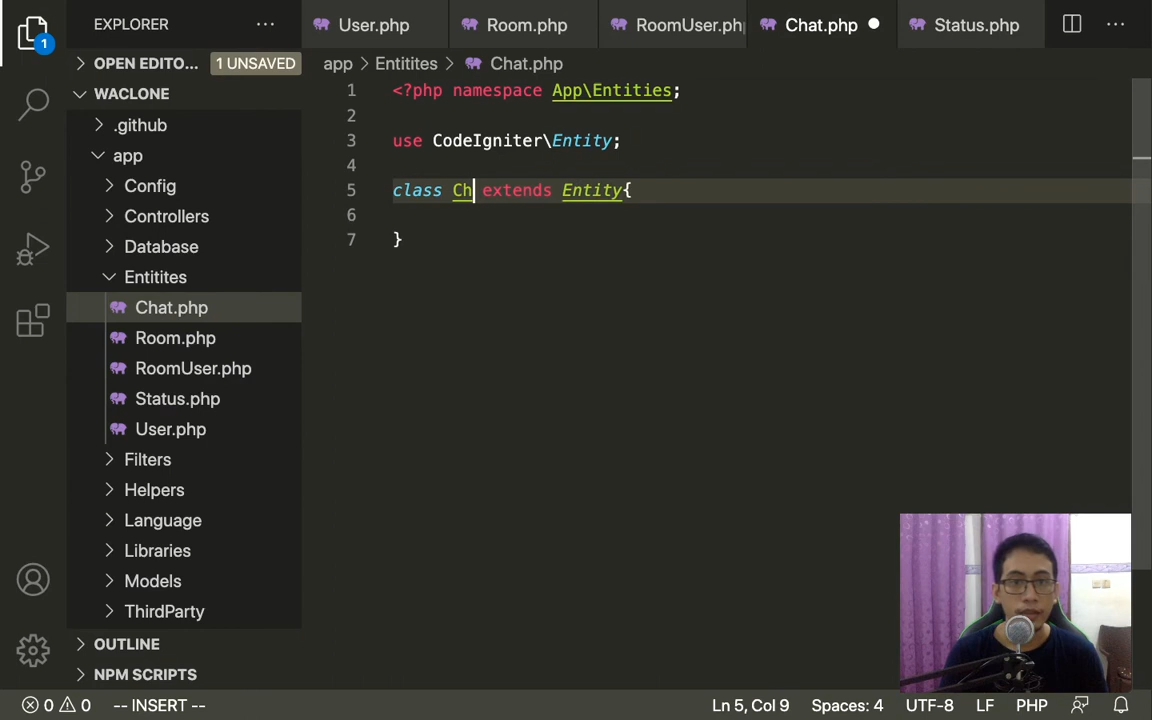 EXPLORER
1
OPEN EDITO...
1 UNSAVED
WACLONE
.github
app
Config
Controllers
Database
Entitites
Chat.php
Room.php
RoomUser.php
Status.php
User.php
Filters
Helpers
Language
Libraries
Models
ThirdParty
OUTLINE
NPM SCRIPTS
User.php
Room.php
RoomUser.ph
Chat.php
Status.php
app > Entitites > Chat.php
1 <?php namespace App\Entities;
2
3 use CodeIgniter\Entity;
4
5 class Ch extends Entity{
6
7 }
0 0 -- INSERT --
Ln 5, Col 9 Spaces: 4 UTF-8 LF PHP